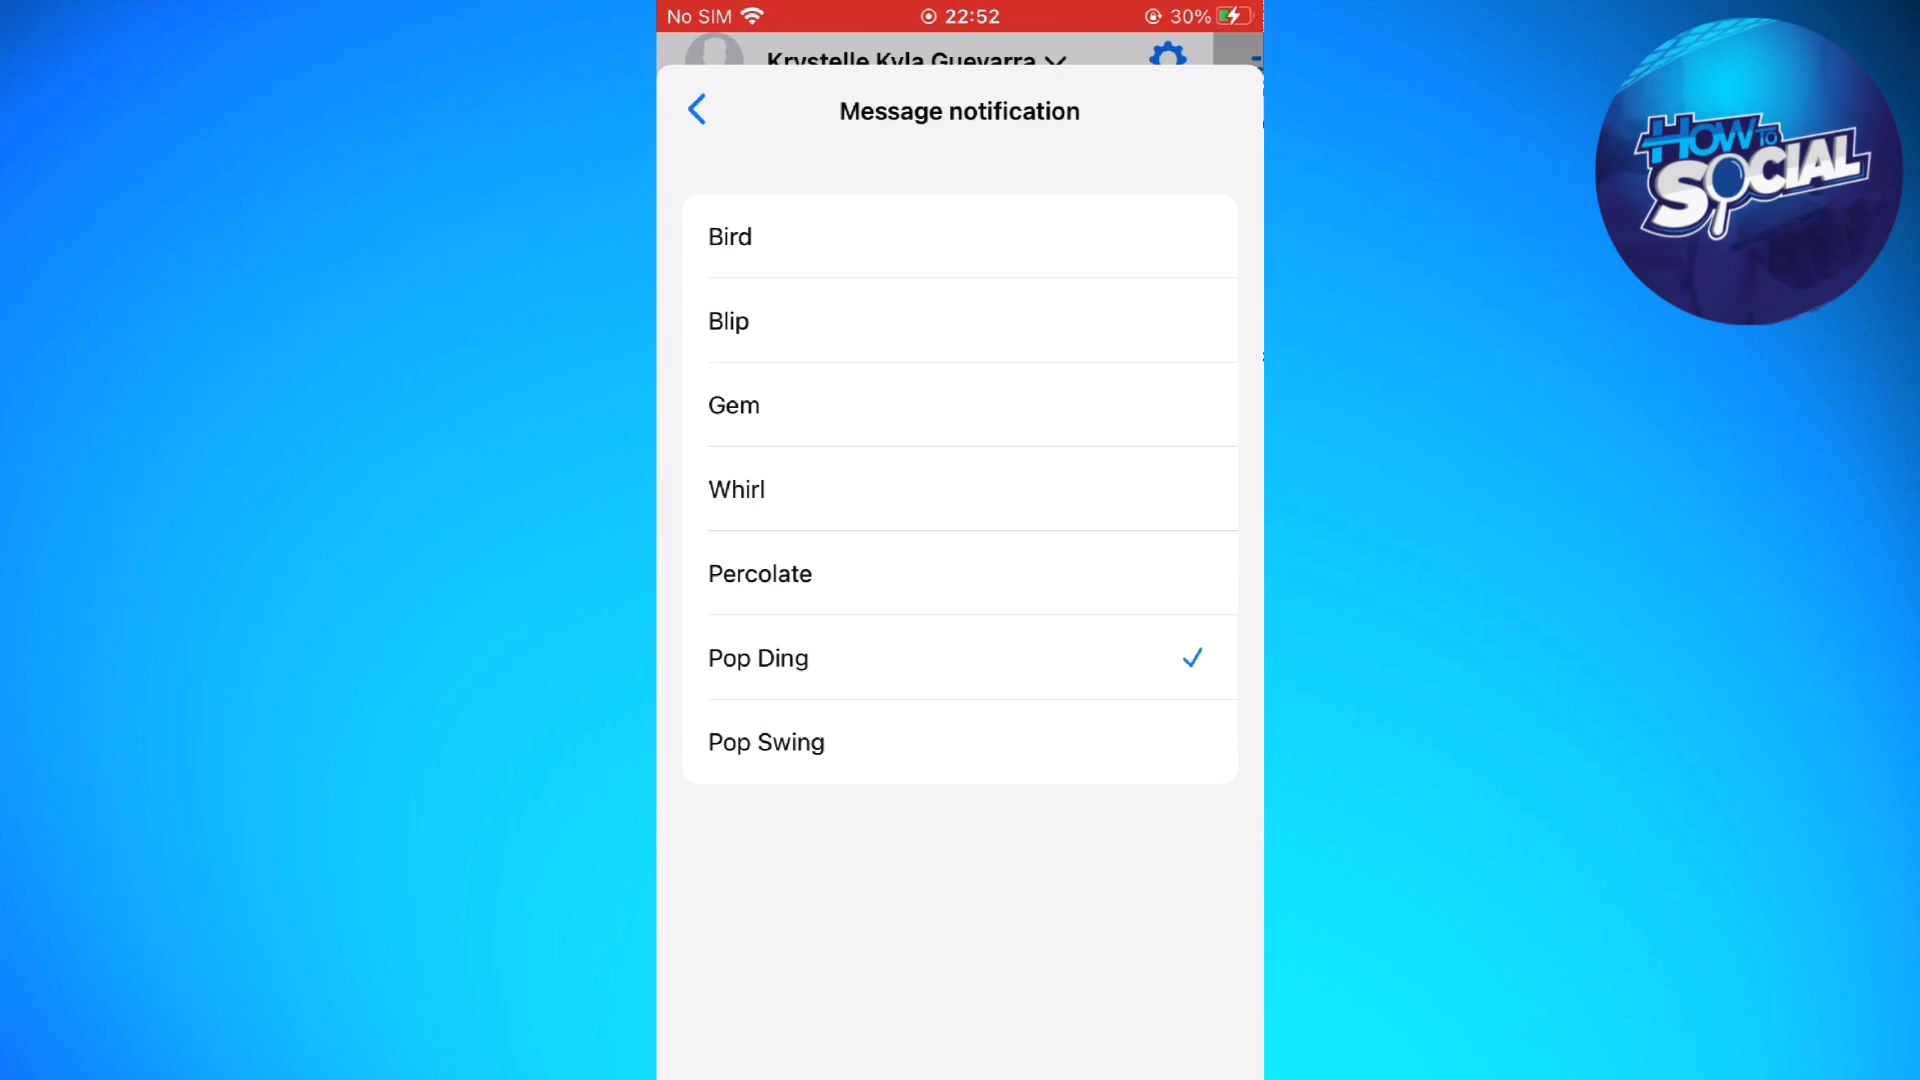 No SIM 22:52 30%
Krystelle Kyla Guevarra
Message notification
Bird
Blip
Gem
Whirl
Percolate
Pop Ding
Pop Swing
HOW TO
SOCIAL